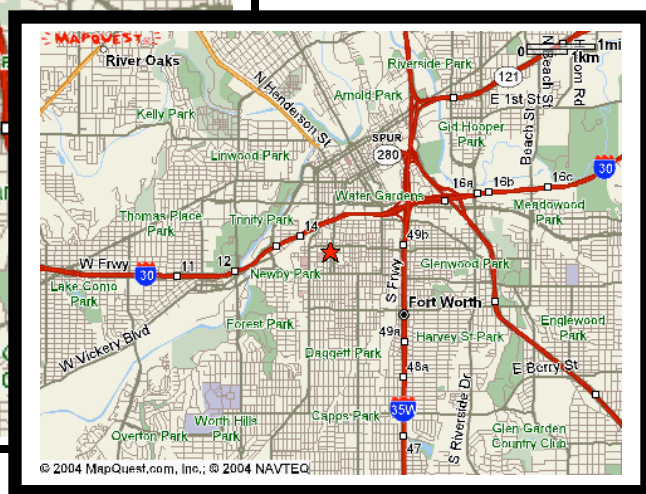 MAPQUEST
River Oaks
Riverside Park
0
1mi
1km
121
N Beach St
E 1st St
Beach St
Arnold Park
N Henderson St
Kelly Park
Gid Hooper
Park
SPUR
280
Linwood Park
30
16a
16b
16c
Water Gardens
Meadowood
Park
Thomas Place
Park
Trinity Park
14
49b
W Frwy
11
12
30
Newby Park
S Frwy
Glenwood Park
Lake Como
Park
Fort Worth
Forest Park
49a
Harvey St Park
Englewood
Park
W Vickery Blvd
Daggett Park
48a
E Berry St
35W
Worth Hills
Park
Capps Park
S Riverside Dr
Overton Park
47
Glen Garden
Country Club
© 2004 MapQuest.com, Inc.; © 2004 NAVTEQ